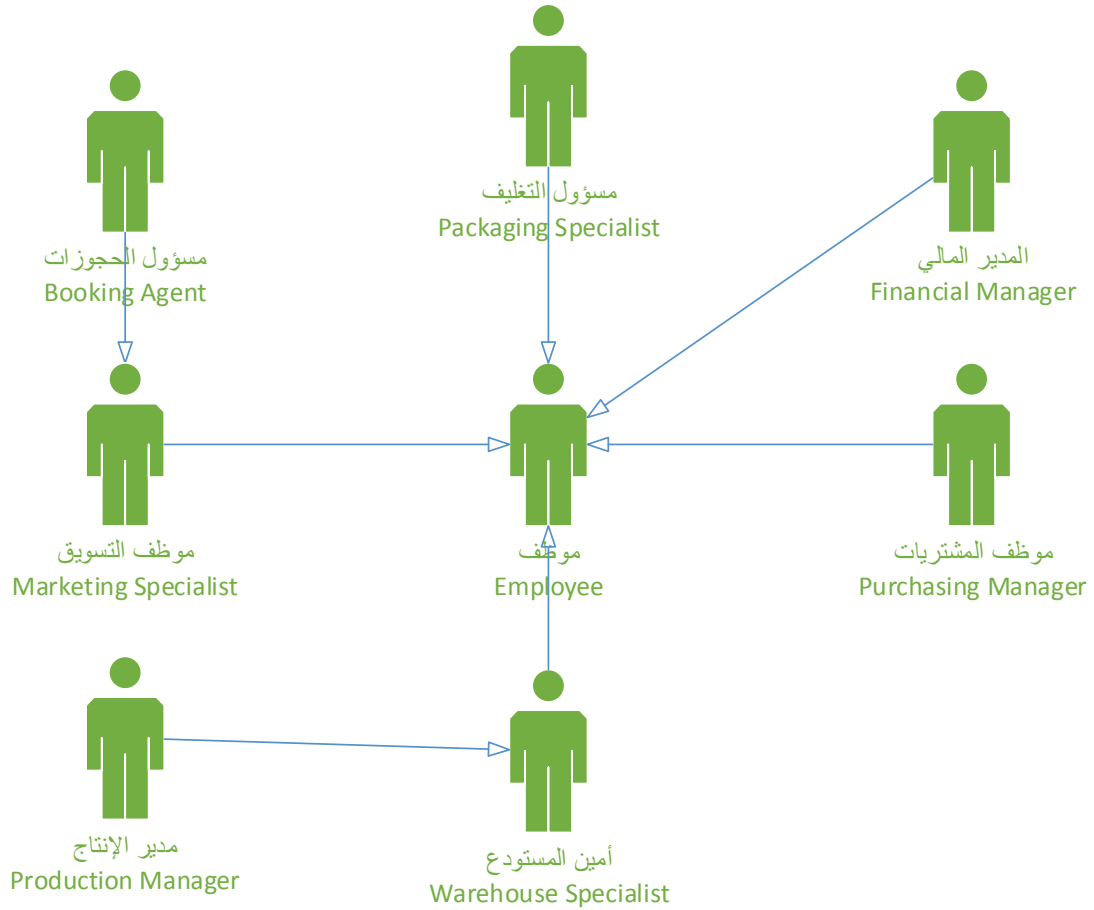 مسؤول التغليف
Packaging Specialist
مسؤول الحجوزات
Booking Agent
المدير المالي
Financial Manager
موظف التسويق
Marketing Specialist
موظف
Employee
موظف المشتريات
Purchasing Manager
مدير الإنتاج
Production Manager
أمين المستودع
Warehouse Specialist